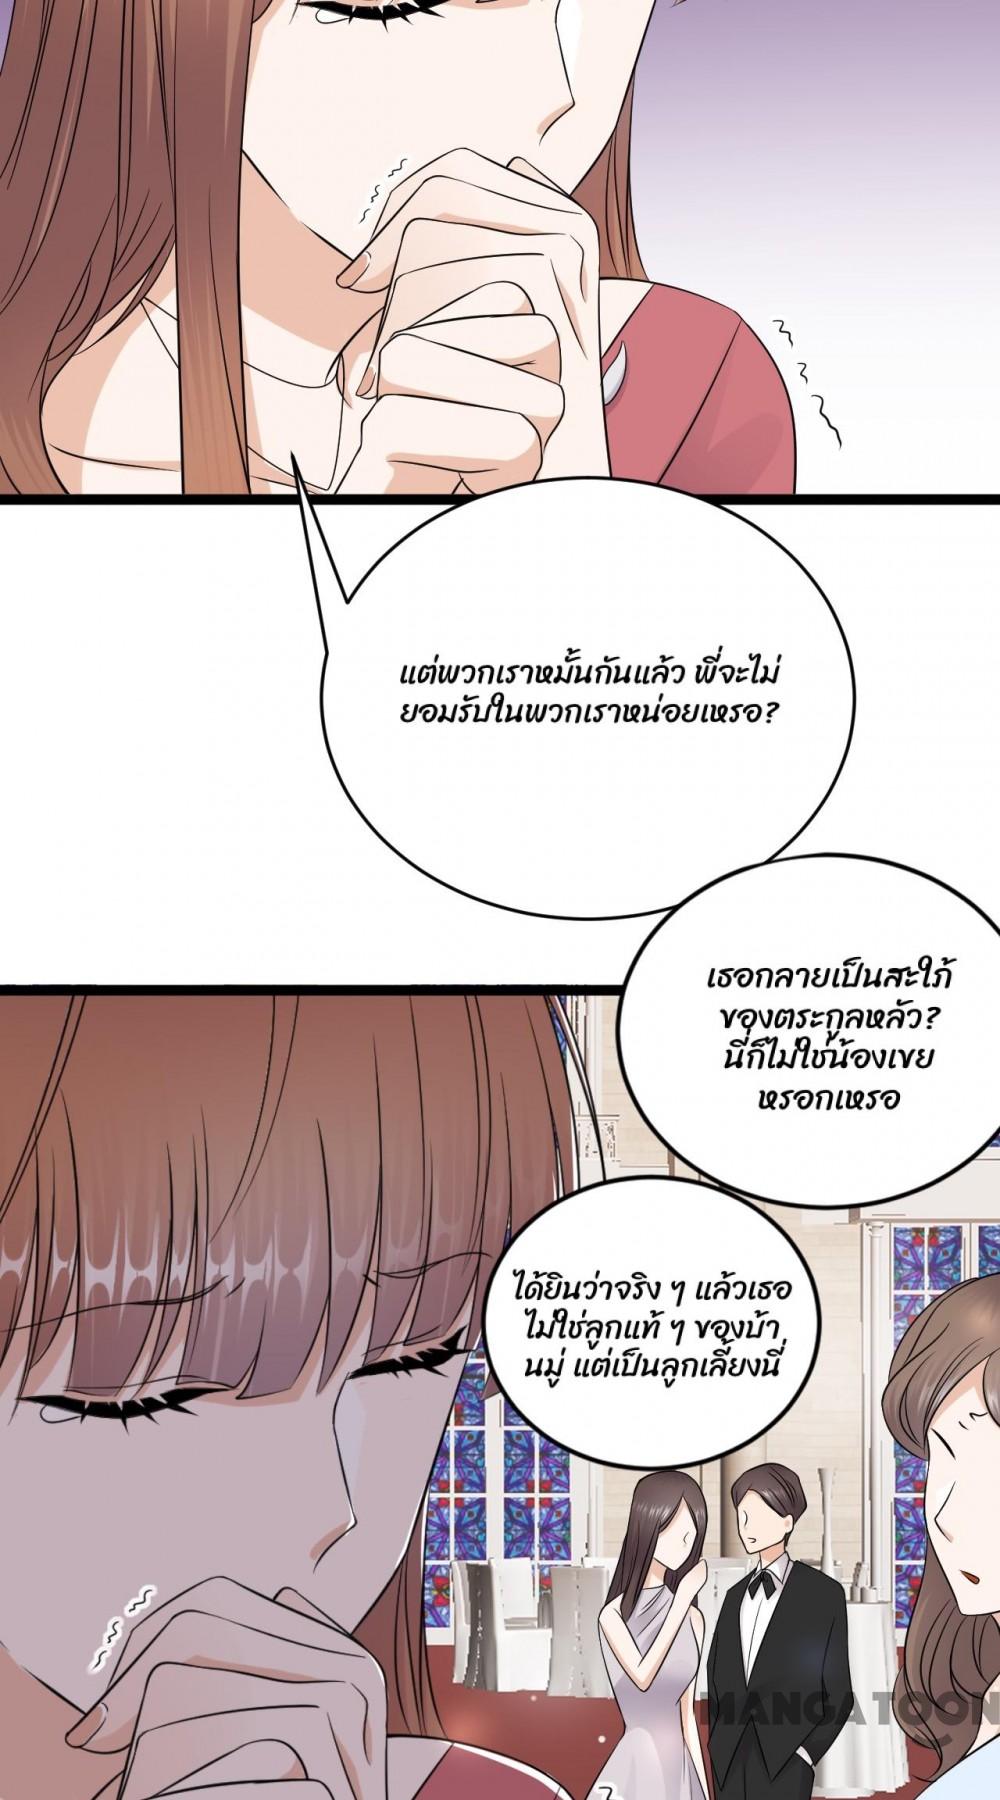 แต่พวกเราหมั้นกันแล้ว พี่จะไม่
ยอมรับในพวกเราหน่อยเหรอ?
เธอกลายเป็นสะใภ้
ของตระกูลหลัว?
นี่ก็ไม่ใช่น้องเขย
หรอกเหรอ
ได้ยินว่าจริง ๆ แล้วเธอ
ไม่ใช่ลูกแท้ ๆ ของบ้า
นมู่ แต่เป็นลูกเลี้ยงนี่
MANGATOON